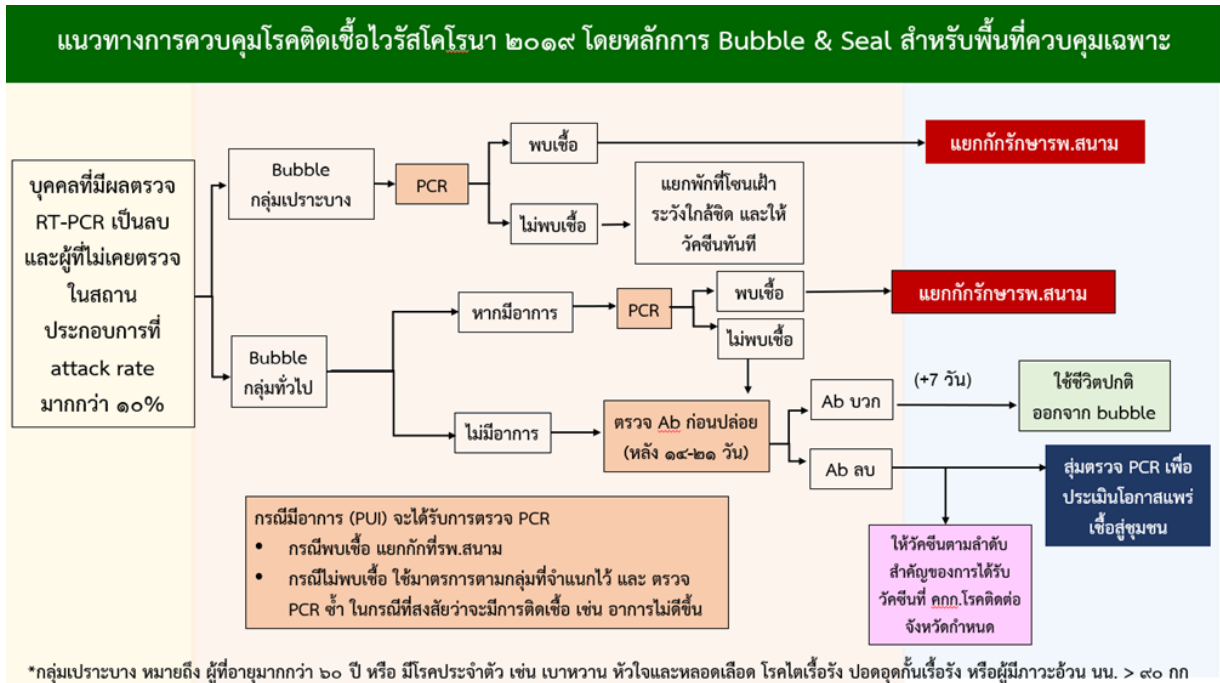 แนวทางการควบคุมโรคติดเชื้อไวรัสโคโรนา ๒๐๑๙ โดยหลักการ Bubble & Seal สำหรับพื้นที่ควบคุมเฉพาะ
บุคคลที่มีผลตรวจ
RT-PCR เป็นลบ
และผู้ที่ไม่เคยตรวจ
ในสถาน
ประกอบการที่
attack rate
มากกว่า ๑๐%
Bubble
กลุ่มเปราะบาง
PCR
พบเชื้อ
แยกกักรักษารพ.สนาม
ไม่พบเชื้อ
แยกพักที่โซนเฝ้า
ระวังใกล้ชิด และให้
วัคซีนทันที
Bubble
กลุ่มทั่วไป
หากมีอาการ
PCR
พบเชื้อ
แยกกักรักษารพ.สนาม
ไม่พบเชื้อ
ไม่มีอาการ
ตรวจ Ab ก่อนปล่อย
(หลัง ๑๔-๒๑ วัน)
Ab บวก
(+7 วัน)
ใช้ชีวิตปกติ
ออกจาก bubble
Ab ลบ
สุ่มตรวจ PCR เพื่อ
ประเมินโอกาสแพร่
เชื้อสู่ชุมชน
ให้วัคซีนตามลำดับ
สำคัญของการได้รับ
วัคซีนที่ คกก.โรคติดต่อ
จังหวัดกำหนด
กรณีมีอาการ (PUI) จะได้รับการตรวจ PCR
• กรณีพบเชื้อ แยกกักที่รพ.สนาม
• กรณีไม่พบเชื้อ ใช้มาตรการตามกลุ่มที่จำแนกไว้ และ ตรวจ
PCR ซ้ำ ในกรณีที่สงสัยว่าจะมีการติดเชื้อ เช่น อาการไม่ดีขึ้น
*กลุ่มเปราะบาง หมายถึง ผู้ที่อายุมากกว่า ๖๐ ปี หรือ มีโรคประจำตัว เช่น เบาหวาน หัวใจและหลอดเลือด โรคไตเรื้อรัง ปอดอุดกั้นเรื้อรัง หรือผู้มีภาวะอ้วน นน. > ๙๐ กก